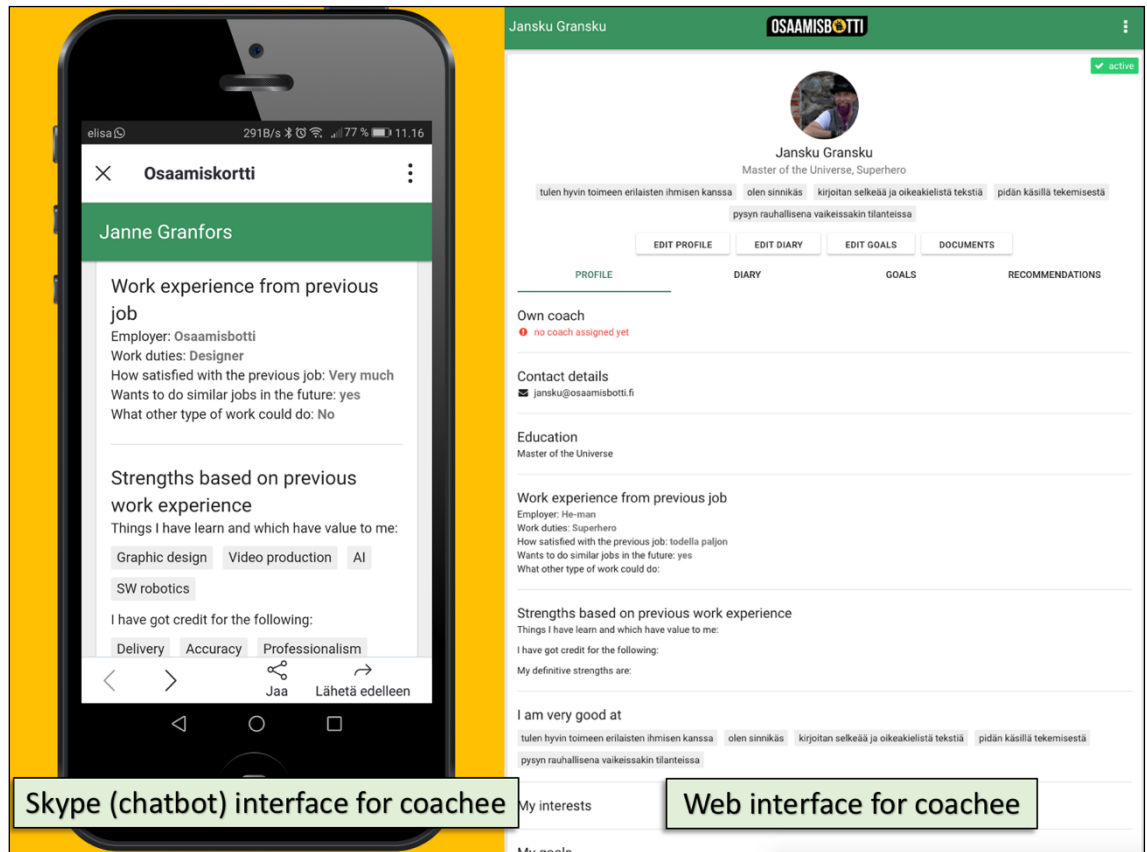 elisa 291B/s 77 % 11.16
Osaamiskortti
Janne Granfors
Work experience from previous
job
Employer: Osaamisbotti
Work duties: Designer
How satisfied with the previous job: Very much
Wants to do similar jobs in the future: yes
What other type of work could do: No
Strengths based on previous
work experience
Things I have learn and which have value to me:
Graphic design Video production AI
SW robotics
I have got credit for the following:
Delivery Accuracy Professionalism
Jaa Lähetä edelleen
Skype (chatbot) interface for coachee
Jansku Gransku OSAAMISBOTTI
active
Jansku Gransku
Master of the Universe, Superhero
tulen hyvin toimeen erilaisten ihmisen kanssa olen sinnikäs kirjoitan selkeää ja oikeakielistä tekstiä pidän käsillä tekemisestä
pysyn rauhallisena vaikeissakin tilanteissa
EDIT PROFILE EDIT DIARY EDIT GOALS DOCUMENTS
PROFILE DIARY GOALS RECOMMENDATIONS
Own coach
no coach assigned yet
Contact details
jansku@osaamisbotti.fi
Education
Master of the Universe
Work experience from previous job
Employer: He-man
Work duties: Superhero
How satisfied with the previous job: todella paljon
Wants to do similar jobs in the future: yes
What other type of work could do:
Strengths based on previous work experience
Things I have learn and which have value to me:
I have got credit for the following:
My definitive strengths are:
I am very good at
tulen hyvin toimeen erilaisten ihmisen kanssa olen sinnikäs kirjoitan selkeää ja oikeakielistä tekstiä pidän käsillä tekemisestä
pysyn rauhallisena vaikeissakin tilanteissa
My interests
Web interface for coachee
My goals